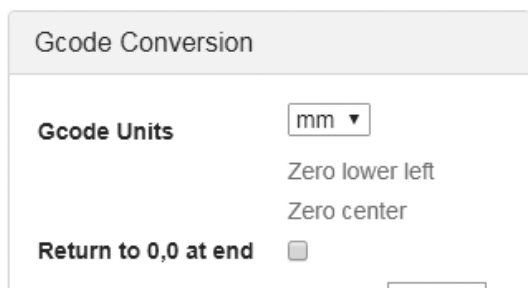 Gcode Conversion
Gcode Units mm
Zero lower left
Zero center
Return to 0,0 at end